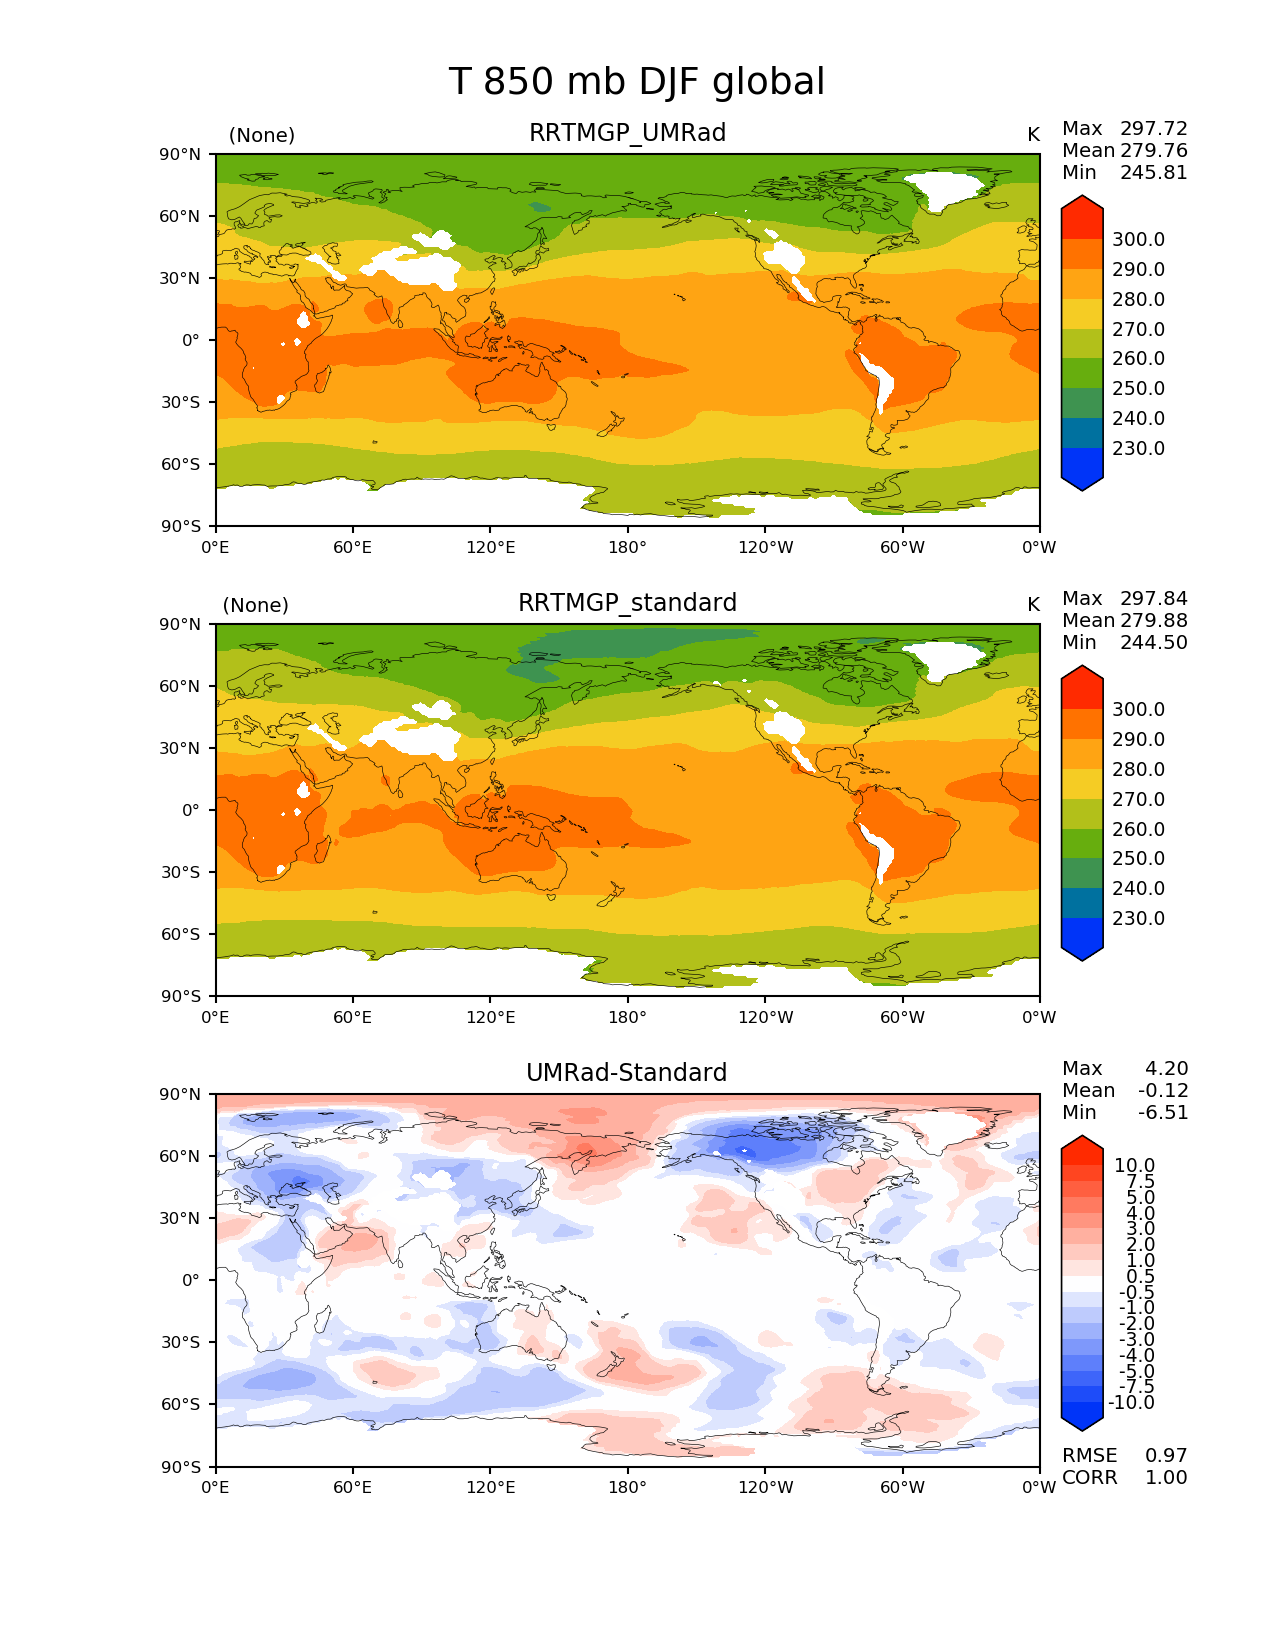 T 850 mb DJF global
(None) RRTMGP_UMRad K
Max 297.72
Mean 279.76
Min 245.81
90°N
60°N
30°N
0°
30°S
60°S
90°S
0°E 60°E 120°E 180° 120°W 60°W 0°W
300.0
290.0
280.0
270.0
260.0
250.0
240.0
230.0
(None) RRTMGP_standard K
Max 297.84
Mean 279.88
Min 244.50
90°N
60°N
30°N
0°
30°S
60°S
90°S
0°E 60°E 120°E 180° 120°W 60°W 0°W
300.0
290.0
280.0
270.0
260.0
250.0
240.0
230.0
UMRad-Standard
Max 4.20
Mean -0.12
Min -6.51
90°N
60°N
30°N
0°
30°S
60°S
90°S
0°E 60°E 120°E 180° 120°W 60°W 0°W
10.0
7.5
5.0
4.0
3.0
2.0
1.0
0.5
-0.5
-1.0
-2.0
-3.0
-4.0
-5.0
-7.5
-10.0
RMSE 0.97
CORR 1.00